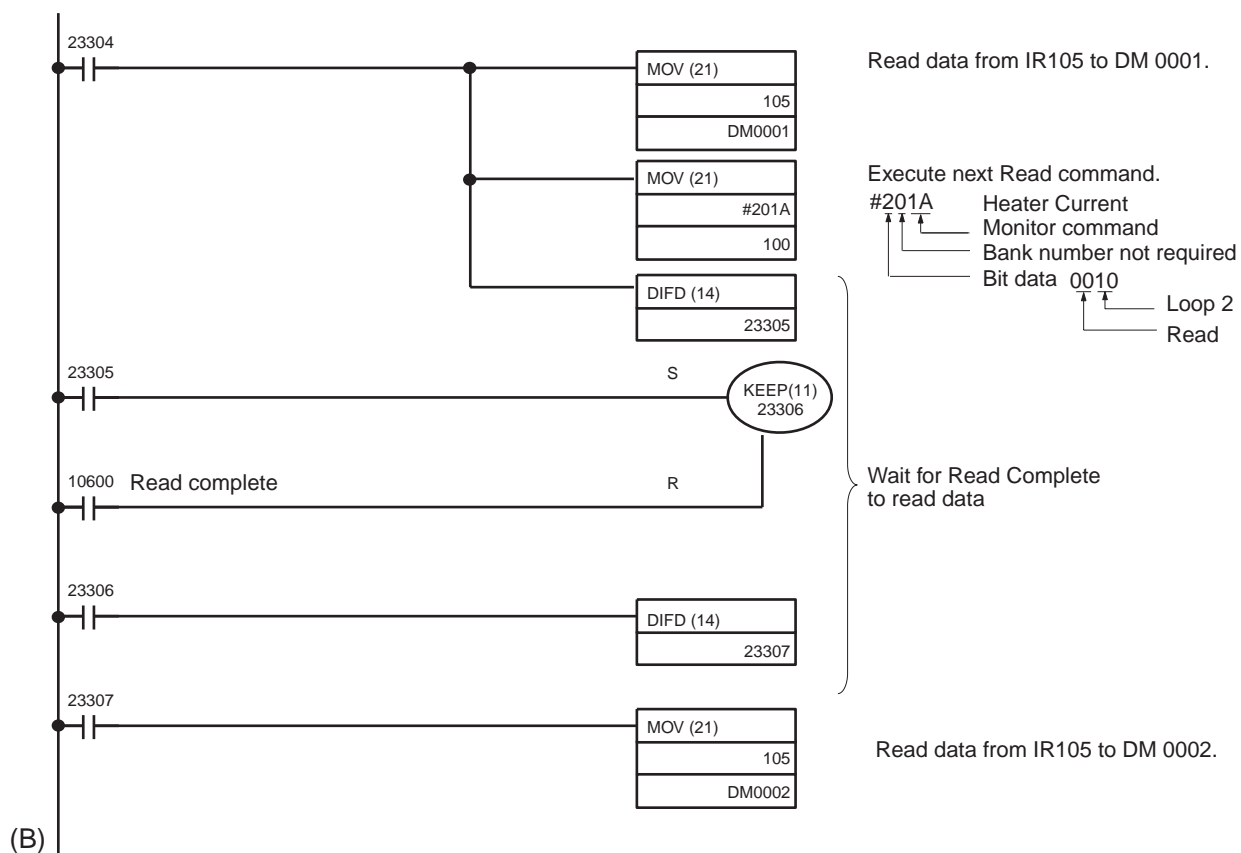 23304
MOV (21)
105
DM0001
Read data from IR105 to DM 0001.
MOV (21)
#201A
100
Execute next Read command.
#201A Heater Current
Monitor command
Bank number not required
Bit data 0010
Loop 2
Read
DIFD (14)
23305
23305
S
KEEP(11)
23306
10600 Read complete
R
Wait for Read Complete
to read data
23306
DIFD (14)
23307
23307
MOV (21)
105
DM0002
Read data from IR105 to DM 0002.
(B)